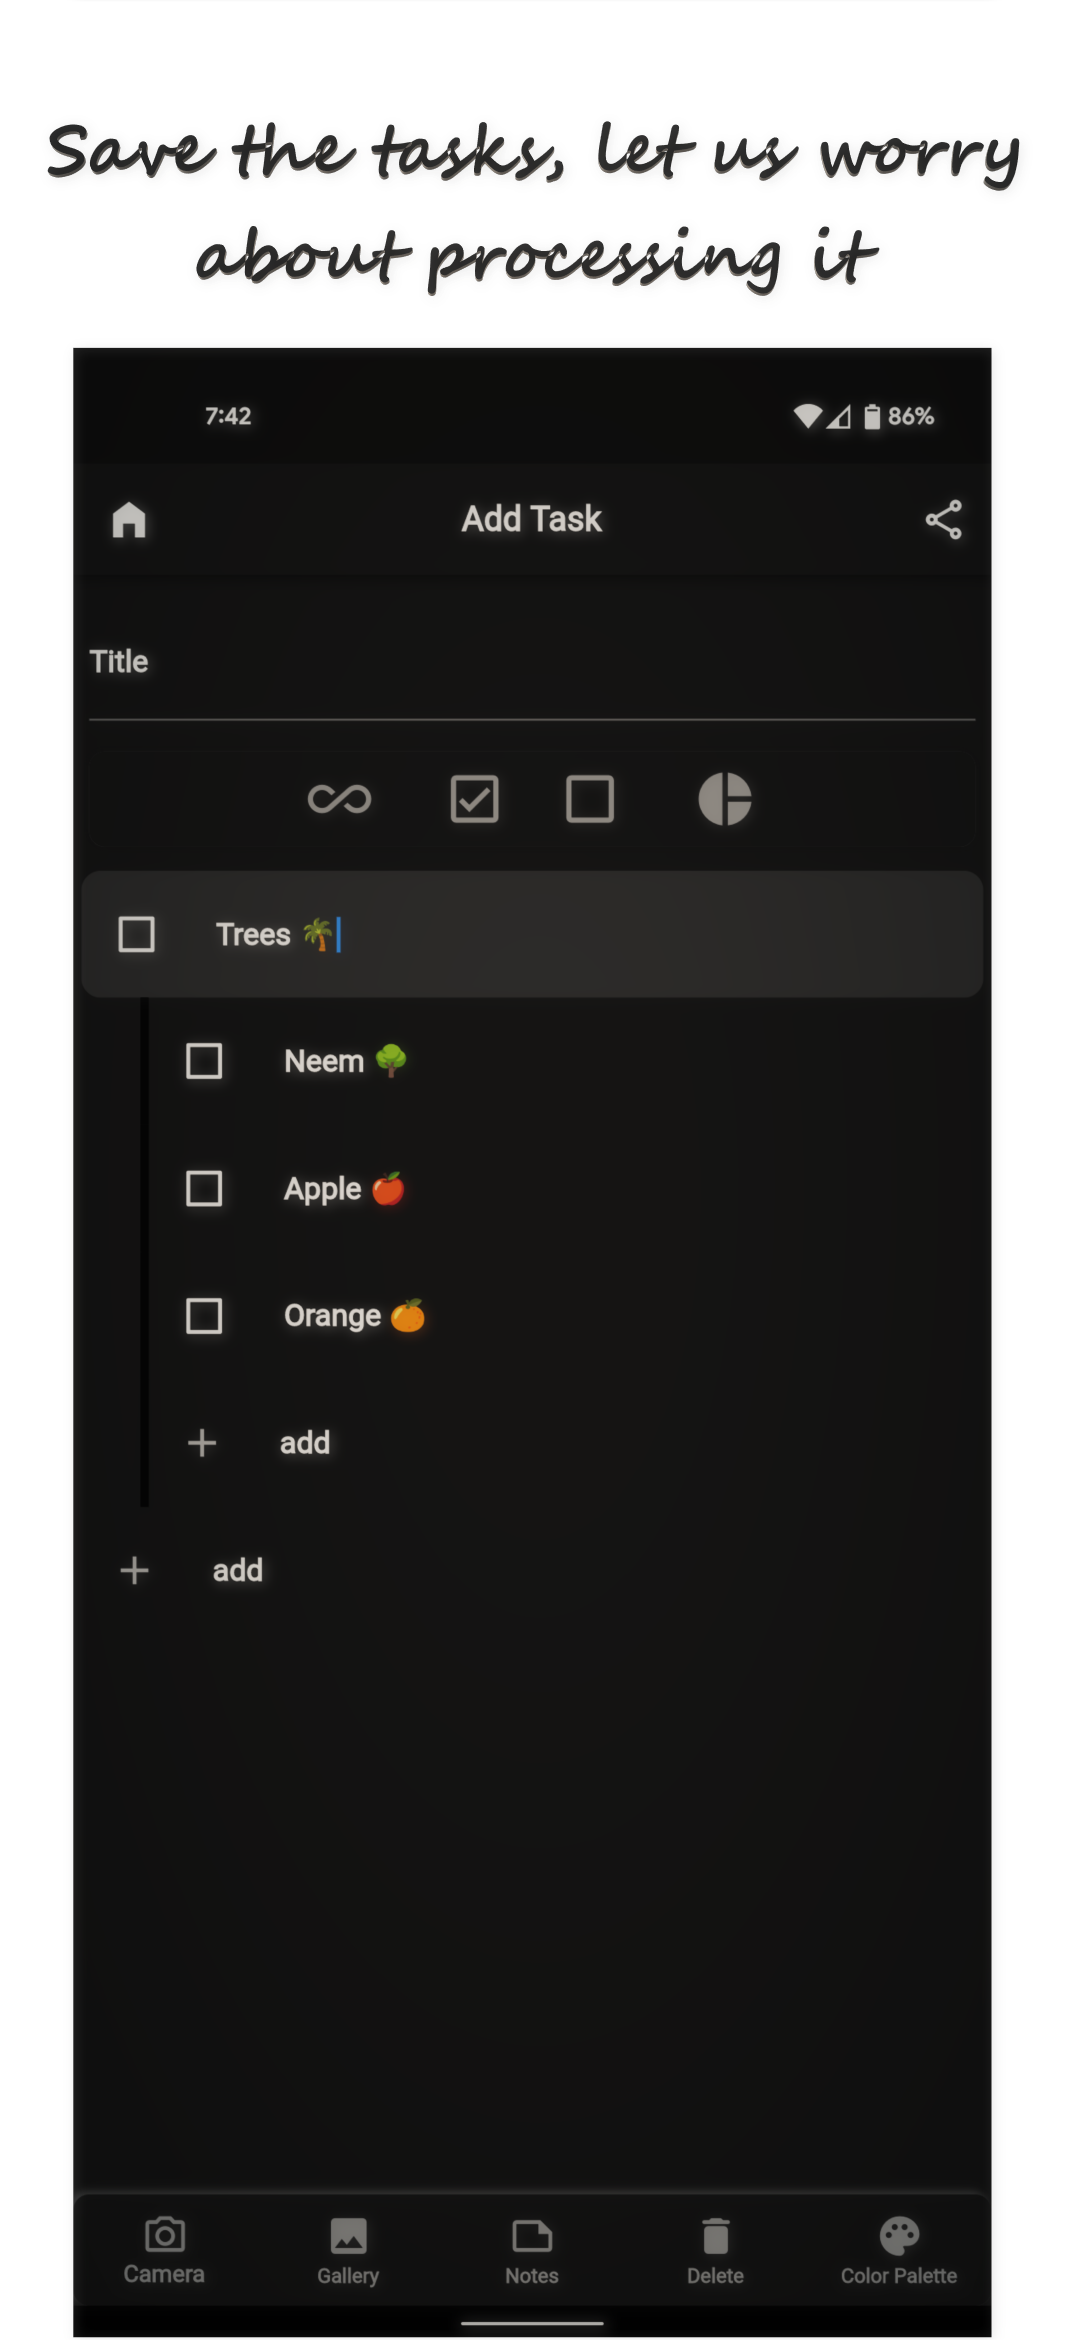 Save the tasks, let us worry
about processing it
7:42
86%
Add Task
Title
Trees 🌴
Neem 🌳
Apple 🍎
Orange 🍊
add
add
Camera
Gallery
Notes
Delete
Color Palette